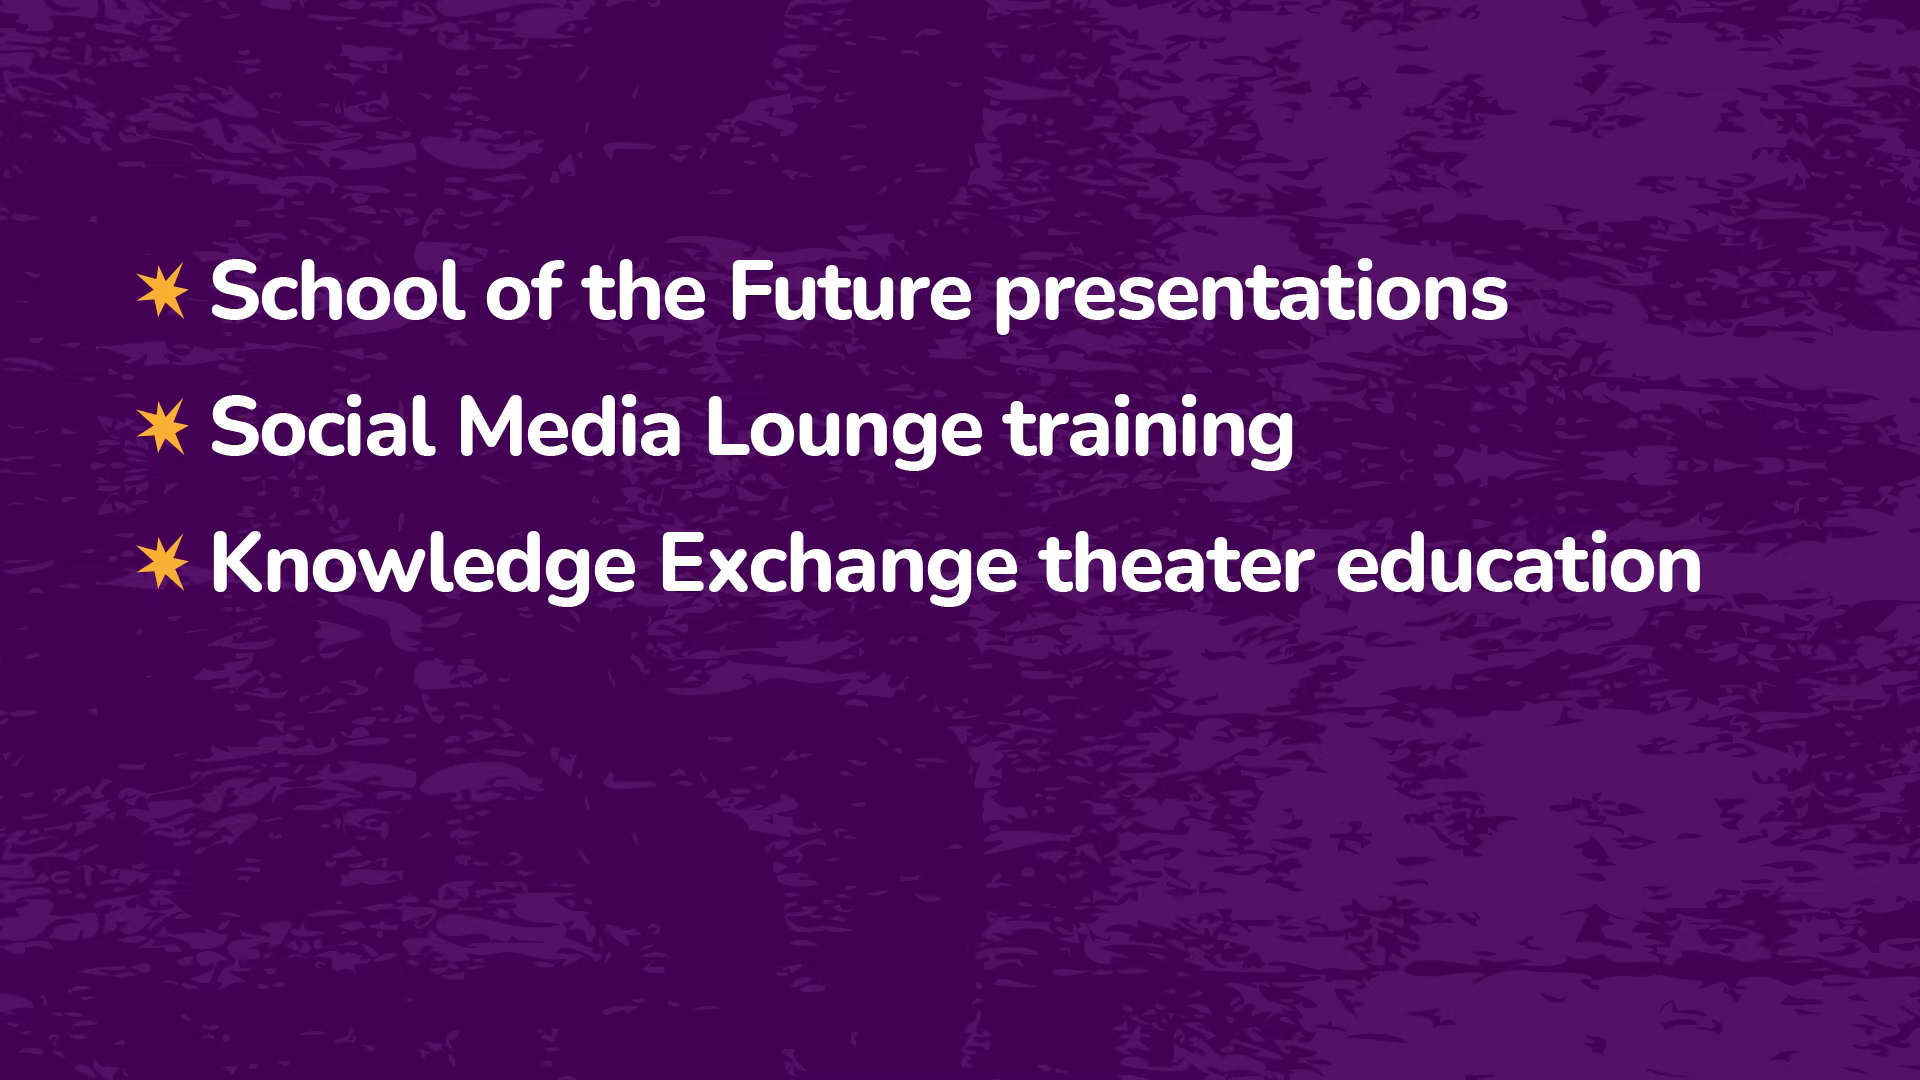 School of the Future presentations
Social Media Lounge training
Knowledge Exchange theater education